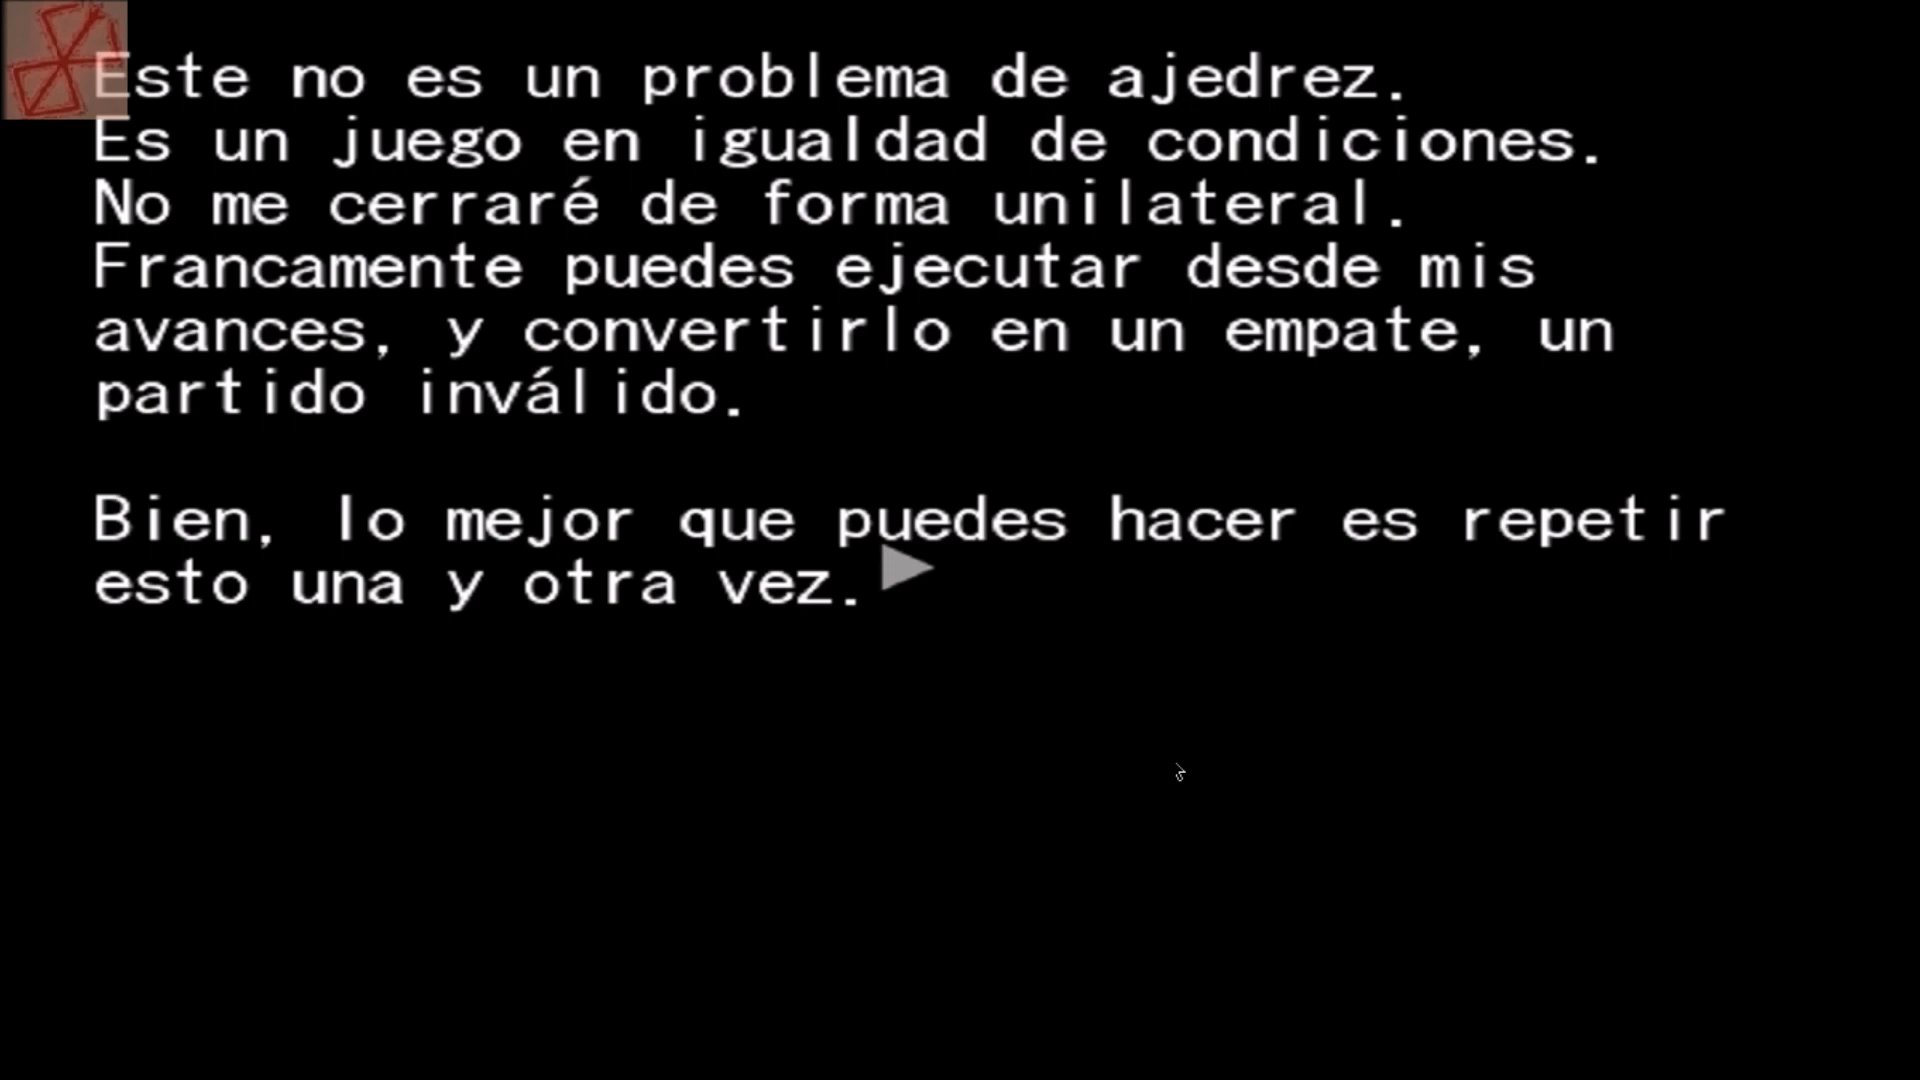 Este no es un problema de ajedrez.
Es un juego en igualdad de condiciones.
No me cerraré de forma unilateral.
Francamente puedes ejecutar desde mis
avances, y convertirlo en un empate, un
partido inválido.
Bien, lo mejor que puedes hacer es repetir
esto una y otra vez.